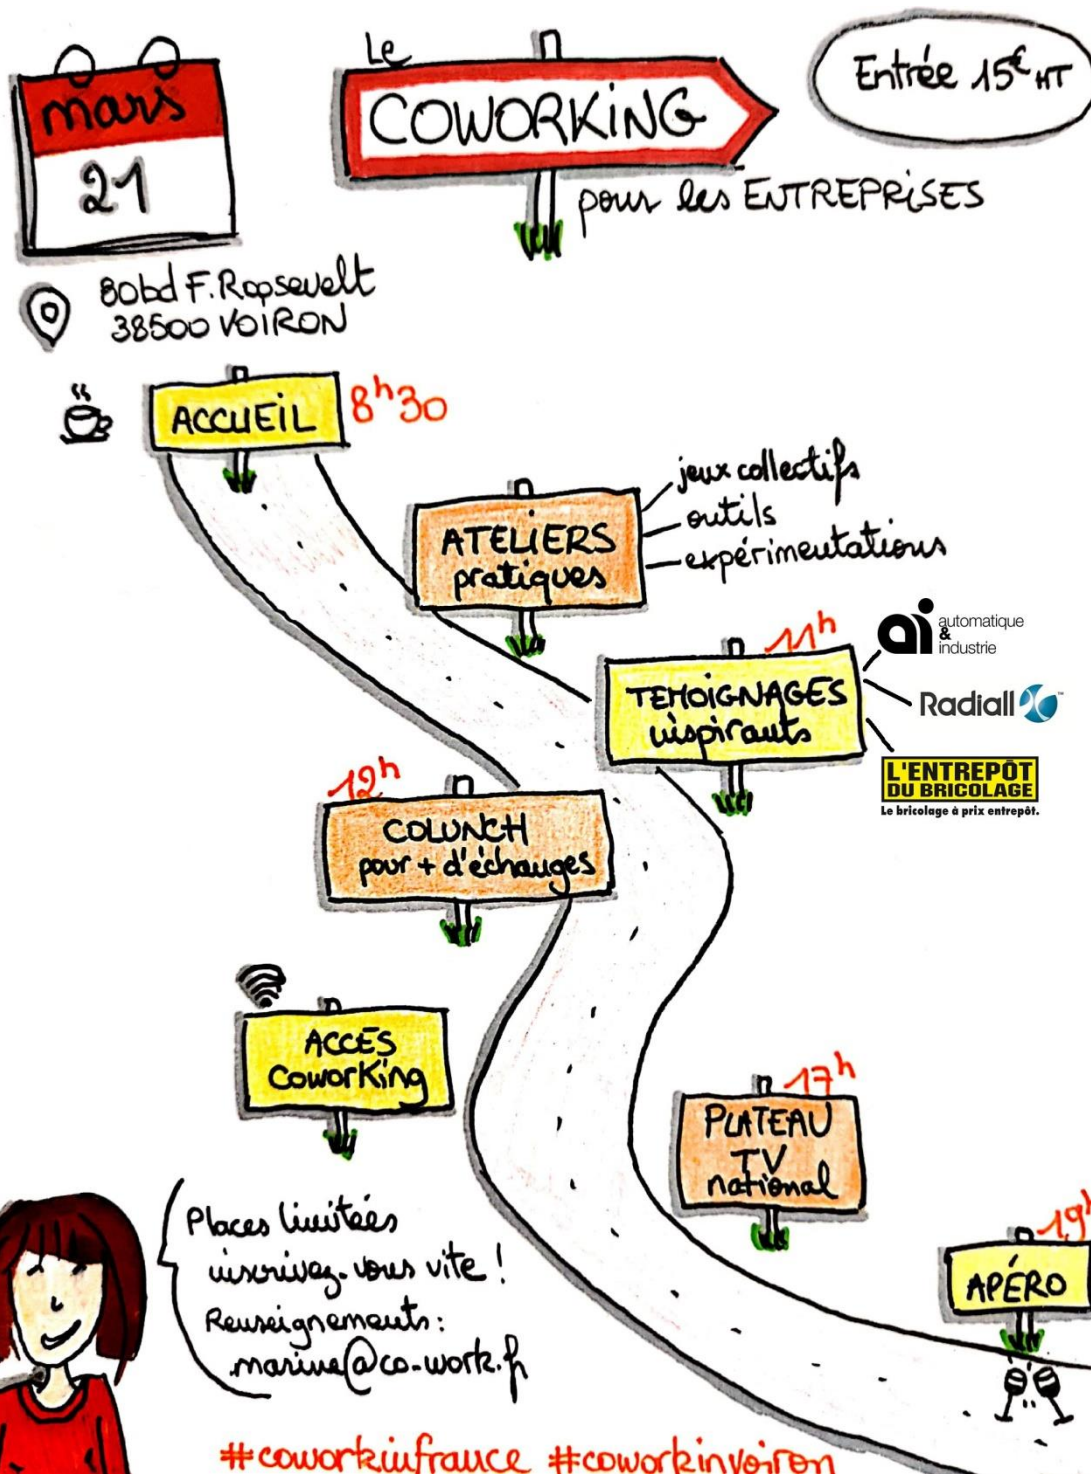 mars
21
Le
COWORKING
pour les ENTREPRISES
Entrée 15€ HT
80bd F. Roosevelt
38500 VOIRON
ACCUEIL
8h30
ATELIERS
pratiques
jeux collectifs
outils
expérimentations
11h
TEMOIGNAGES
inspirants
ai automatique
&
industrie
Radiall
L'ENTREPÔT
DU BRICOLAGE
Le bricolage à prix entrepôt.
12h
COLUNCH
pour + d'échanges
ACCES
Coworking
17h
PLATEAU
TV
national
19h
APÉRO
Places limitées
inscrivez-vous vite !
Renseignements :
marine@co-work.fr
#coworkinfrance #coworkinvoiron